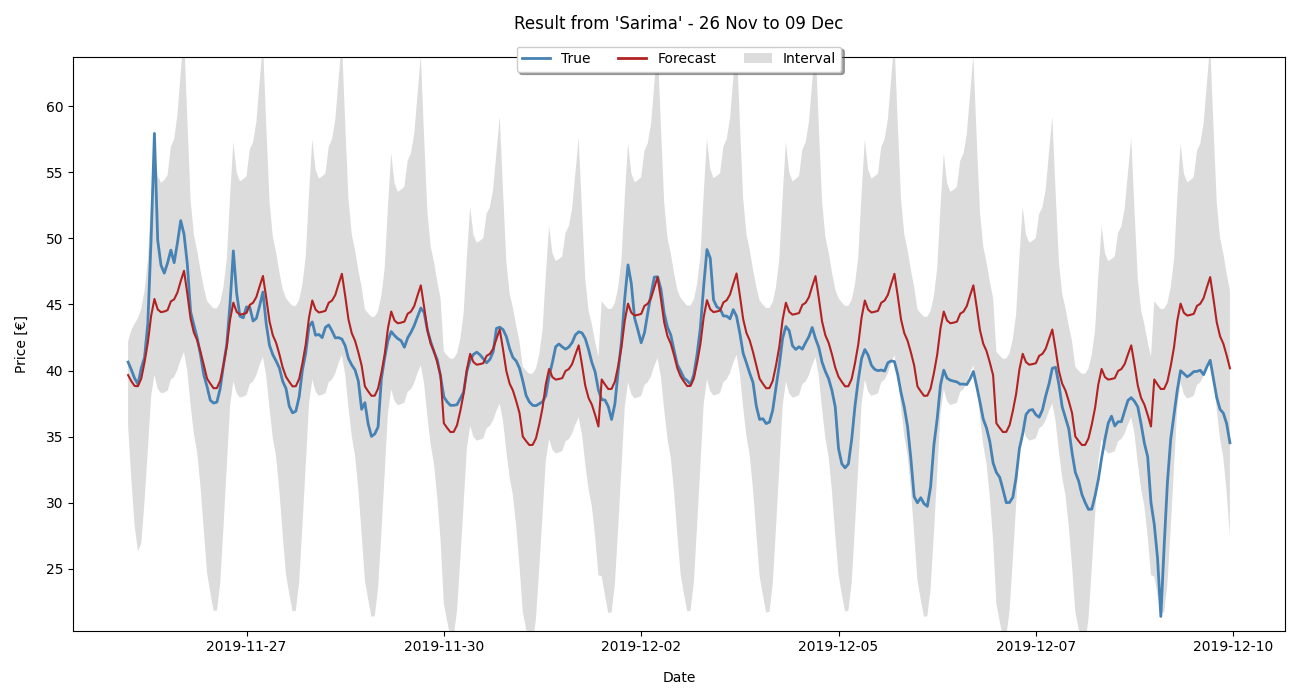 Result from 'Sarima' - 26 Nov to 09 Dec
True Forecast Interval
60
55
50
45
40
35
30
25
Price [€]
2019-11-27 2019-11-30 2019-12-02 2019-12-05 2019-12-07 2019-12-10
Date